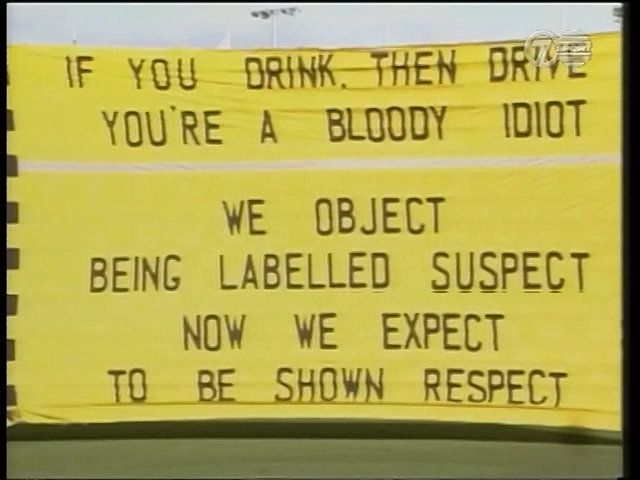 IF YOU DRINK, THEN DRIVE
YOU'RE A BLOODY IDIOT
WE OBJECT
BEING LABELLED SUSPECT
NOW WE EXPECT
TO BE SHOWN RESPECT